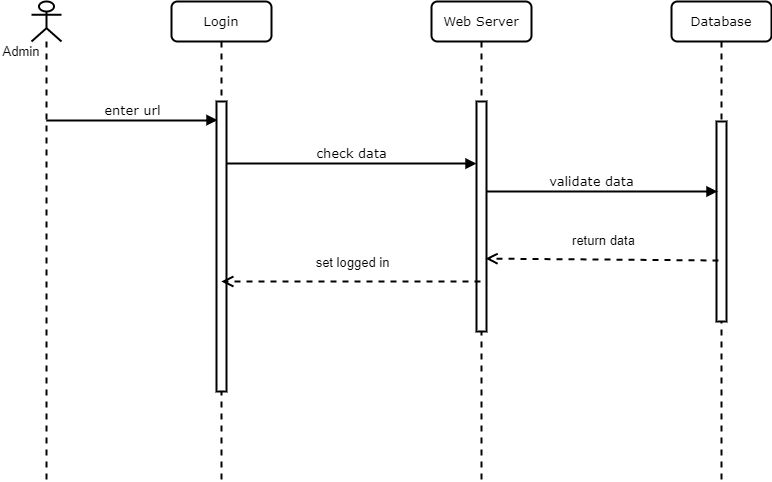 Login
Web Server
Database
Admin
enter url
check data
validate data
return data
set logged in